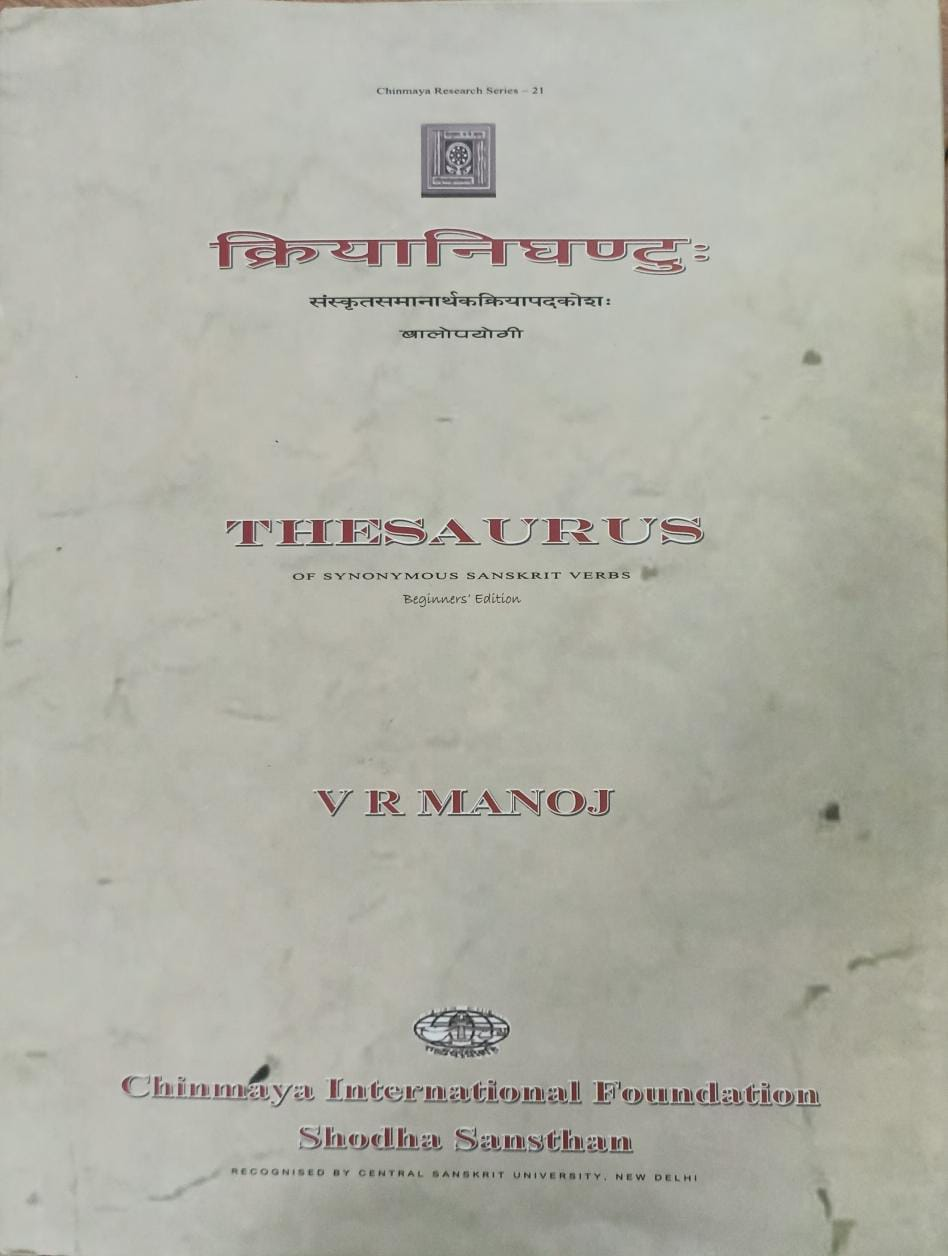 Chinmaya Research Series – 21
क्रियानिघण्टुः
संस्कृतसमानार्थकक्रियापदकोशः
बालोपयोगी
THESAURUS
OF SYNONYMOUS SANSKRIT VERBS
Beginners' Edition
V R MANOJ
Chinmaya International Foundation
Shodha Sansthan
RECOGNISED BY CENTRAL SANSKRIT UNIVERSITY, NEW DELHI